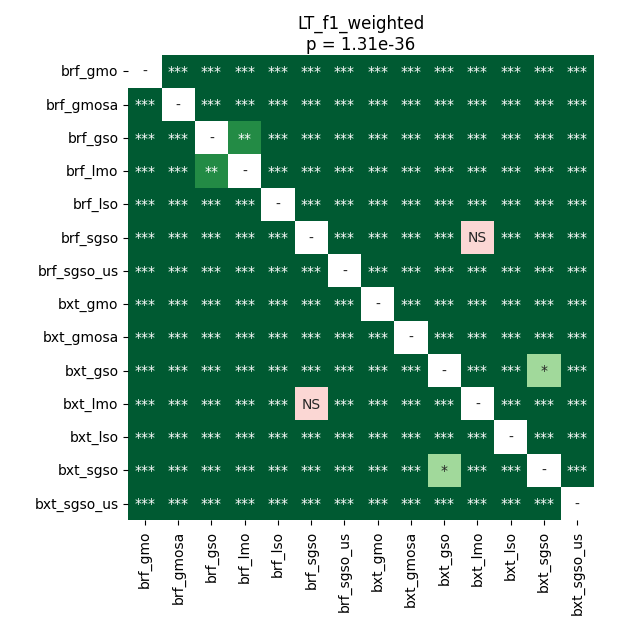 LT_f1_weighted
p = 1.31e-36
brf_gmo - *** *** *** *** *** *** *** *** *** *** *** *** ***
brf_gmosa *** - *** *** *** *** *** *** *** *** *** *** *** ***
brf_gso *** *** - ** *** *** *** *** *** *** *** *** *** ***
brf_lmo *** *** ** - *** *** *** *** *** *** *** *** *** ***
brf_lso *** *** *** *** - *** *** *** *** *** *** *** *** ***
brf_sgso *** *** *** *** *** - *** *** *** *** NS *** *** ***
brf_sgso_us *** *** *** *** *** *** - *** *** *** *** *** *** ***
bxt_gmo *** *** *** *** *** *** *** - *** *** *** *** *** ***
bxt_gmosa *** *** *** *** *** *** *** *** - *** *** *** *** ***
bxt_gso *** *** *** *** *** *** *** *** *** - *** *** * ***
bxt_lmo *** *** *** *** *** NS *** *** *** *** - *** *** ***
bxt_lso *** *** *** *** *** *** *** *** *** *** *** - *** ***
bxt_sgso *** *** *** *** *** *** *** *** *** * *** *** - ***
bxt_sgso_us *** *** *** *** *** *** *** *** *** *** *** *** *** -
brf_gmo
brf_gmosa
brf_gso
brf_lmo
brf_lso
brf_sgso
brf_sgso_us
bxt_gmo
bxt_gmosa
bxt_gso
bxt_lmo
bxt_lso
bxt_sgso
bxt_sgso_us